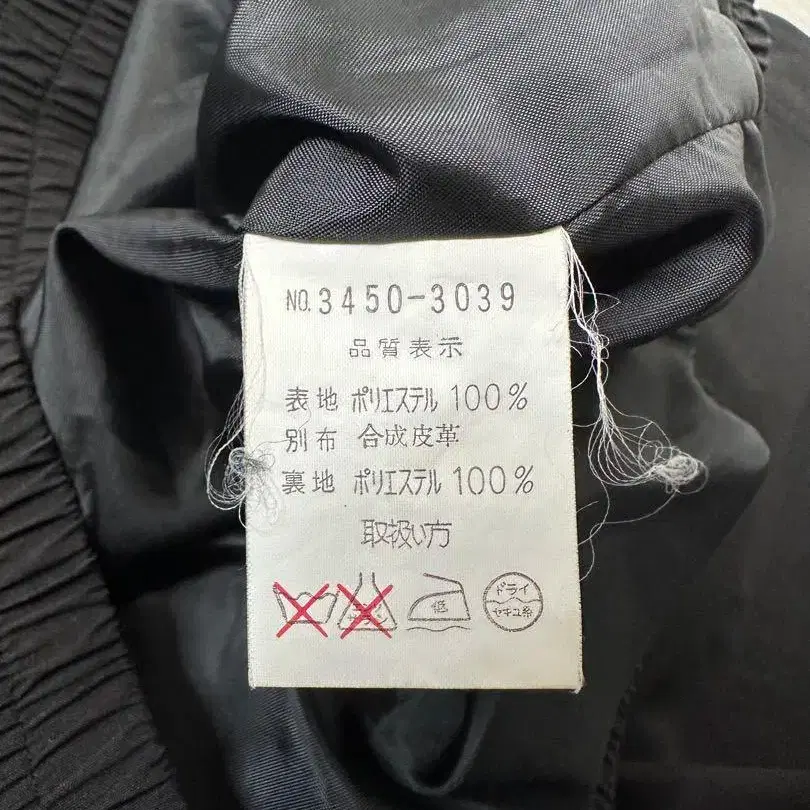 NO. 3450-3039
品質表示
表地 ポリエステル 100%
別布 合成皮革
裏地 ポリエステル 100%
取扱い方
低
ドライ
セキユ系